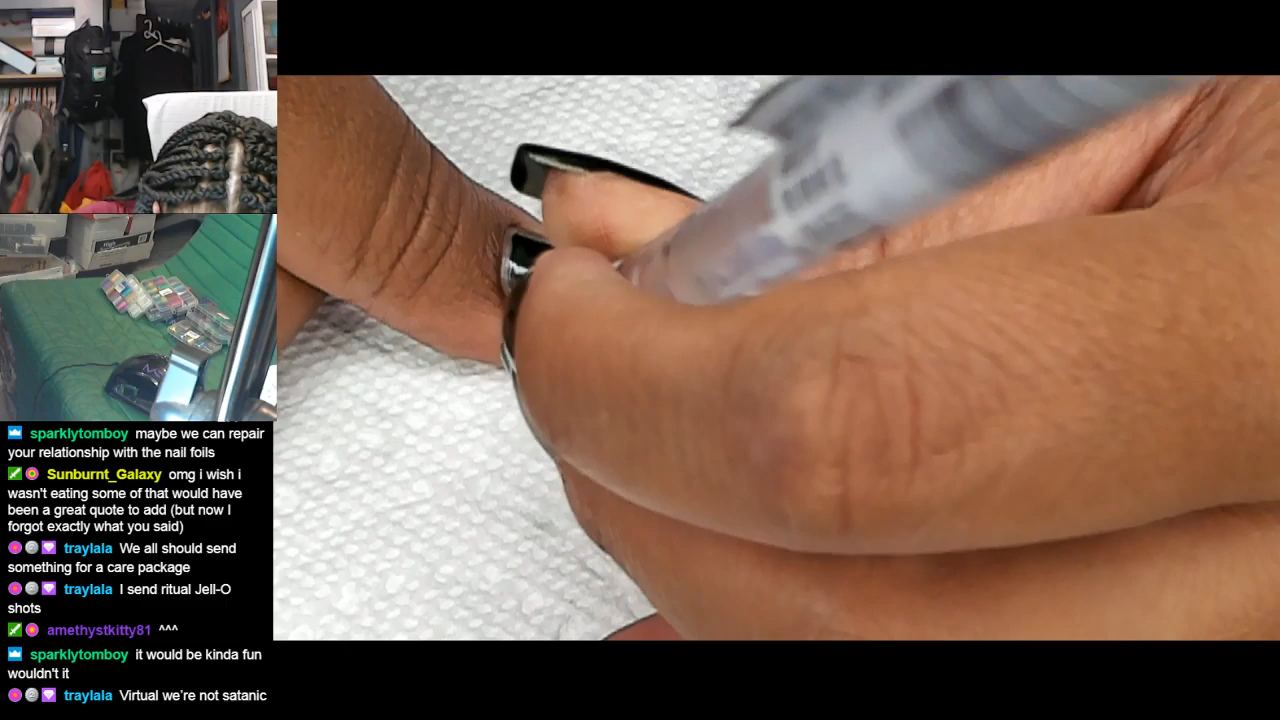 sparklytomboy maybe we can repair
your relationship with the nail foils
Sunburnt_Galaxy omg i wish i
wasn't eating some of that would have
been a great quote to add (but now I
forgot exactly what you said)
traylala We all should send
something for a care package
traylala I send ritual Jell-O
shots
amethystkitty81 ^^^
sparklytomboy it would be kinda fun
wouldn't it
traylala Virtual we're not satanic